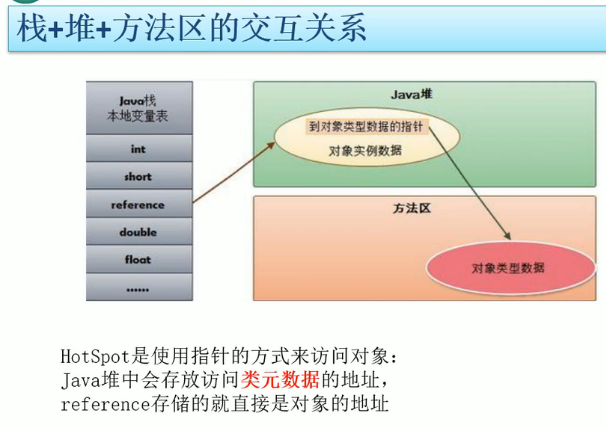 栈+堆+方法区的交互关系
Java栈
本地变量表
int
short
reference
double
float
......
Java堆
到对象类型数据的指针
对象实例数据
方法区
对象类型数据
HotSpot是使用指针的方式来访问对象：
Java堆中会存放访问类元数据的地址，
reference存储的就直接是对象的地址